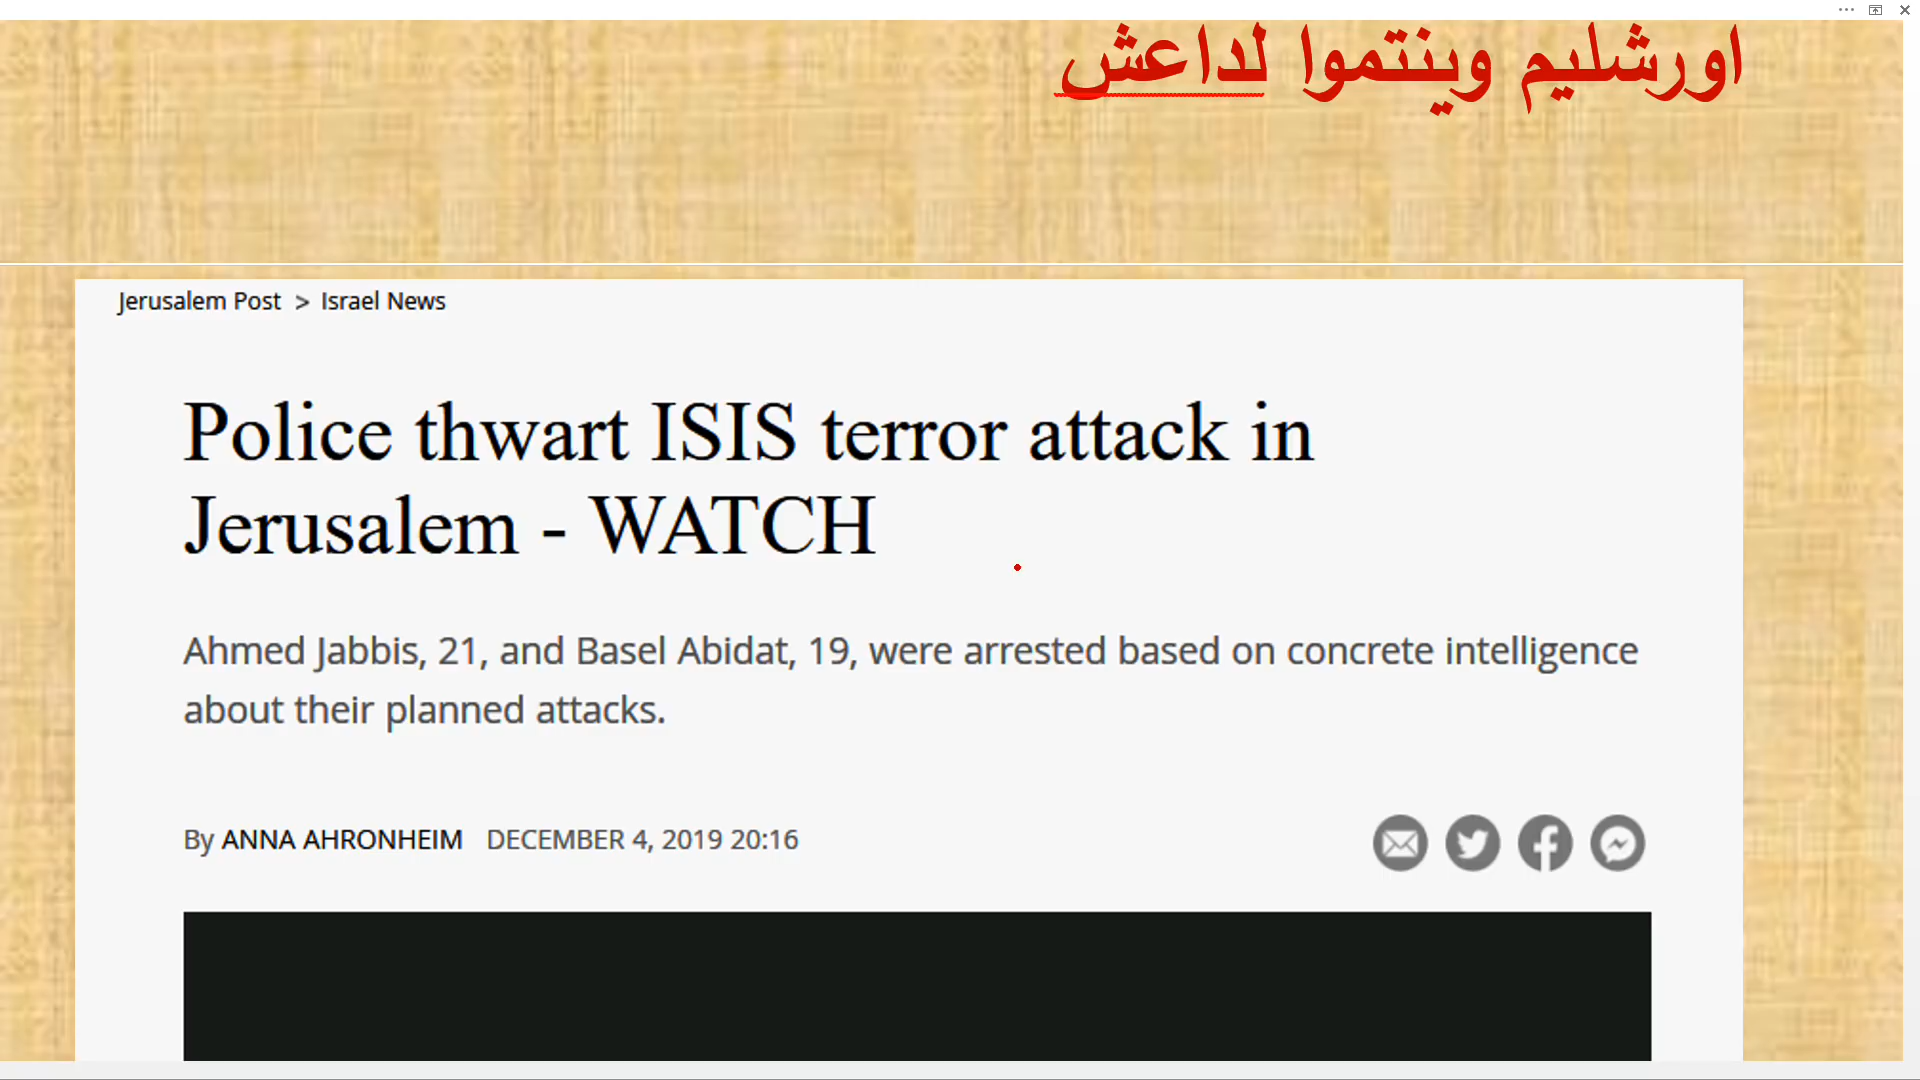 اورشليم وينتموا لداعش
Jerusalem Post > Israel News
Police thwart ISIS terror attack in
Jerusalem - WATCH
Ahmed Jabbis, 21, and Basel Abidat, 19, were arrested based on concrete intelligence
about their planned attacks.
By ANNA AHRONHEIM DECEMBER 4, 2019 20:16